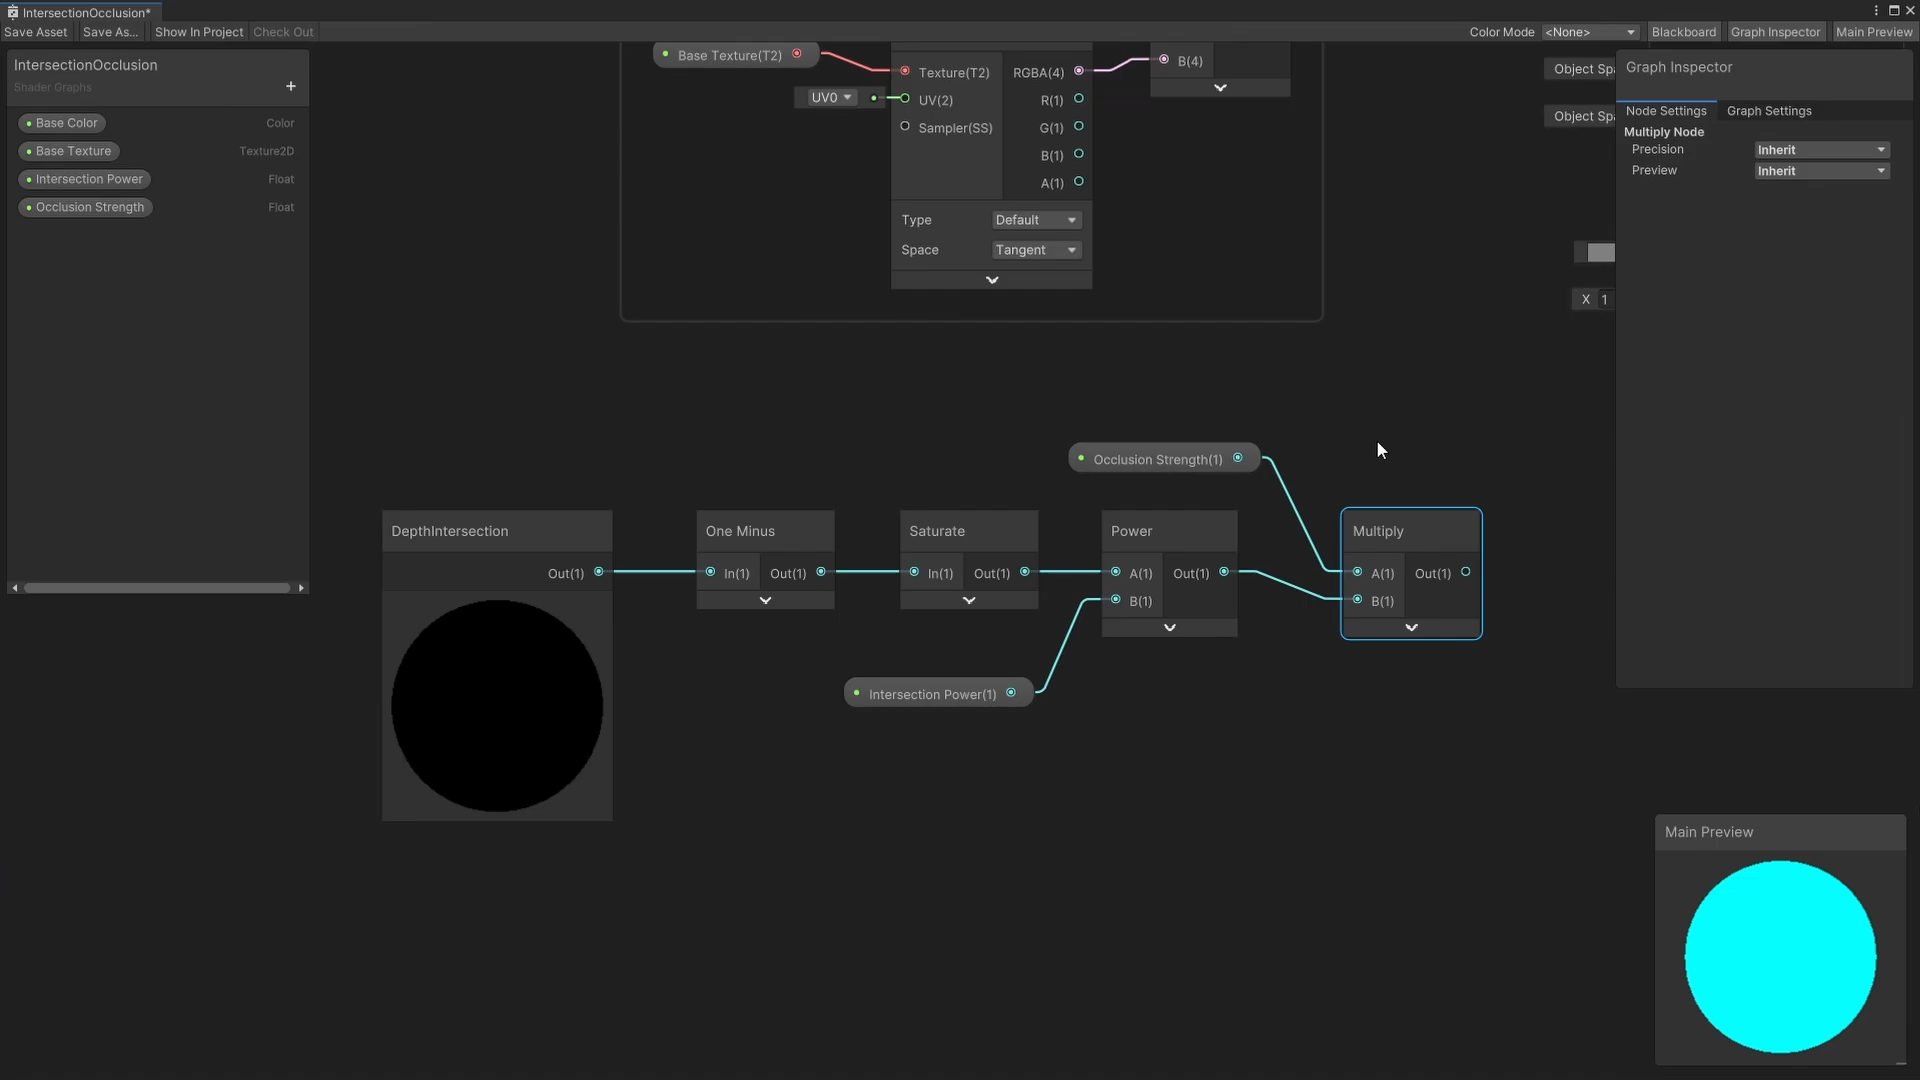 IntersectionOcclusion*
Save Asset
Save As...
Show In Project
Check Out
Color Mode
<None>
Blackboard
Graph Inspector
Main Preview
IntersectionOcclusion
Shader Graphs
+
Base Color
Color
Base Texture
Texture2D
Intersection Power
Float
Occlusion Strength
Float
Base Texture(T2)
UV0
Texture(T2)
RGBA(4)
UV(2)
R(1)
Sampler(SS)
G(1)
B(1)
A(1)
Type
Default
Space
Tangent
B(4)
Object Spa
Object Spa
X 1
Graph Inspector
Node Settings
Graph Settings
Multiply Node
Precision
Inherit
Preview
Inherit
Occlusion Strength(1)
DepthIntersection
Out(1)
One Minus
In(1)
Out(1)
Saturate
In(1)
Out(1)
Power
A(1)
Out(1)
B(1)
Multiply
A(1)
Out(1)
B(1)
Intersection Power(1)
Main Preview